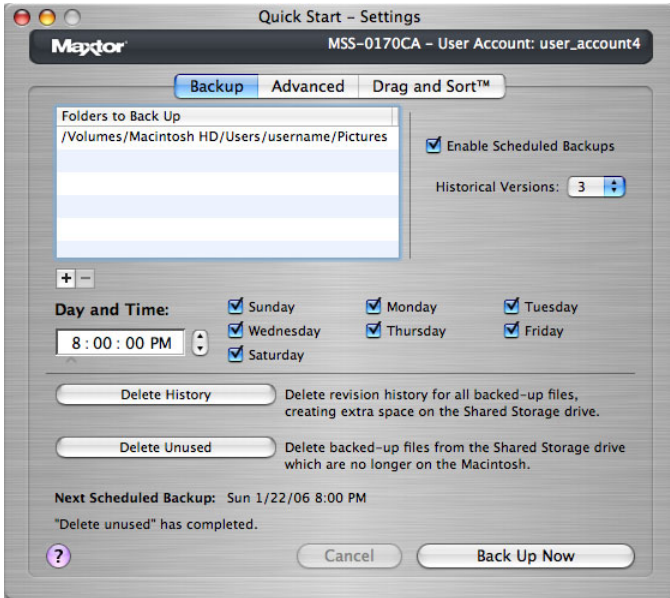 Quick Start – Settings
Maxtor
MSS-0170CA – User Account: user_account4
Backup
Advanced
Drag and Sort™
Folders to Back Up
/Volumes/Macintosh HD/Users/username/Pictures
Enable Scheduled Backups
Historical Versions: 3
+ −
Day and Time:
8 : 00 : 00 PM
Sunday
Monday
Tuesday
Wednesday
Thursday
Friday
Saturday
Delete History
Delete revision history for all backed-up files,
creating extra space on the Shared Storage drive.
Delete Unused
Delete backed-up files from the Shared Storage drive
which are no longer on the Macintosh.
Next Scheduled Backup: Sun 1/22/06 8:00 PM
"Delete unused" has completed.
?
Cancel
Back Up Now